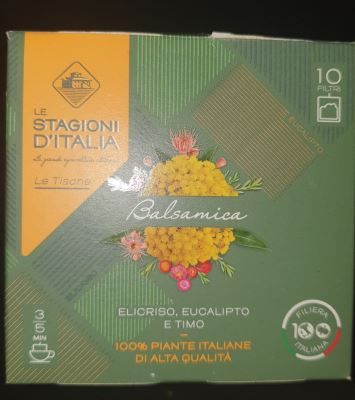 LE
STAGIONI
D'ITALIA
Le Tisane
10
FILTRI
EUCALIPTO
Balsamica
ELICRISO
ELICRISO, EUCALIPTO
E TIMO
100% PIANTE ITALIANE
DI ALTA QUALITÀ
3
5
MIN
FILIERA
100
ITALIANA